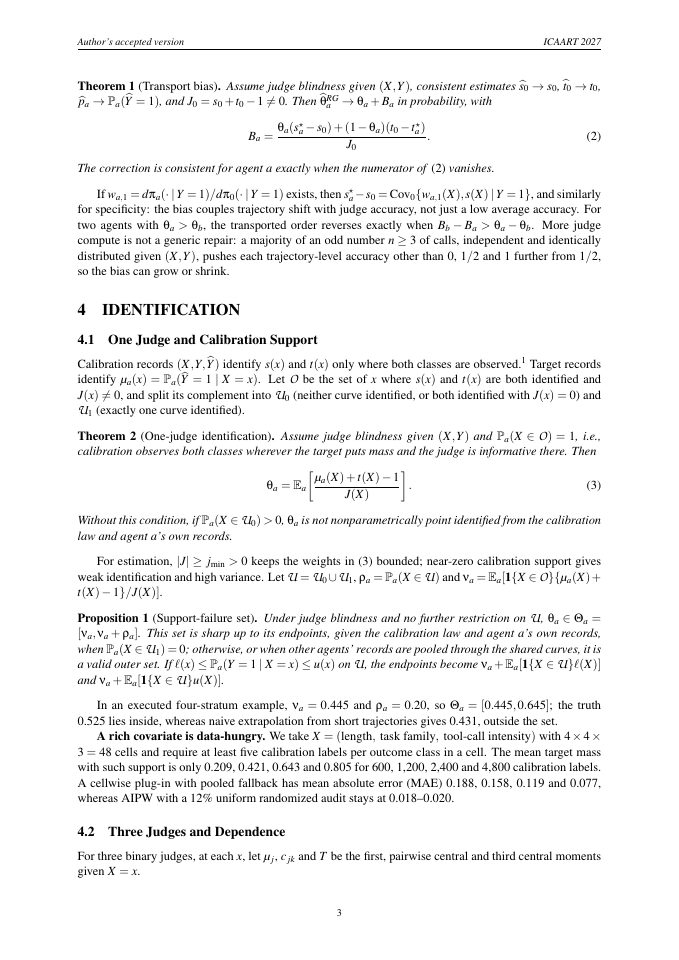 Author's accepted version
ICAART 2027
Theorem 1 (Transport bias). Assume judge blindness given (X,Y), consistent estimates ŝ₀ → s₀, t̂₀ → t₀,
p̂ₐ → ℙₐ(Ŷ = 1), and J₀ = s₀ + t₀ − 1 ≠ 0. Then θ̂ₐᴿᴳ → θₐ + Bₐ in probability, with
Bₐ = [θₐ(sₐ⋆ − s₀) + (1 − θₐ)(t₀ − tₐ⋆)] / J₀. (2)
The correction is consistent for agent a exactly when the numerator of (2) vanishes.
If wₐ,₁ = dπₐ(· | Y = 1)/dπ₀(· | Y = 1) exists, then sₐ⋆ − s₀ = Cov₀{wₐ,₁(X), s(X) | Y = 1}, and similarly
for specificity: the bias couples trajectory shift with judge accuracy, not just a low average accuracy. For
two agents with θₐ > θ_b, the transported order reverses exactly when B_b − Bₐ > θₐ − θ_b. More judge
compute is not a generic repair: a majority of an odd number n ≥ 3 of calls, independent and identically
distributed given (X,Y), pushes each trajectory-level accuracy other than 0, 1/2 and 1 further from 1/2,
so the bias can grow or shrink.
4 IDENTIFICATION
4.1 One Judge and Calibration Support
Calibration records (X,Y,Ŷ) identify s(x) and t(x) only where both classes are observed.¹ Target records
identify μₐ(x) = ℙₐ(Ŷ = 1 | X = x). Let 𝒪 be the set of x where s(x) and t(x) are both identified and
J(x) ≠ 0, and split its complement into 𝒰₀ (neither curve identified, or both identified with J(x) = 0) and
𝒰₁ (exactly one curve identified).
Theorem 2 (One-judge identification). Assume judge blindness given (X,Y) and ℙₐ(X ∈ 𝒪) = 1, i.e.,
calibration observes both classes wherever the target puts mass and the judge is informative there. Then
θₐ = 𝔼ₐ[(μₐ(X) + t(X) − 1) / J(X)]. (3)
Without this condition, if ℙₐ(X ∈ 𝒰₀) > 0, θₐ is not nonparametrically point identified from the calibration
law and agent a's own records.
For estimation, |J| ≥ j_min > 0 keeps the weights in (3) bounded; near-zero calibration support gives
weak identification and high variance. Let 𝒰 = 𝒰₀ ∪ 𝒰₁, ρₐ = ℙₐ(X ∈ 𝒰) and νₐ = 𝔼ₐ[𝟏{X ∈ 𝒪}{μₐ(X) +
t(X) − 1}/J(X)].
Proposition 1 (Support-failure set). Under judge blindness and no further restriction on 𝒰, θₐ ∈ Θₐ =
[νₐ, νₐ + ρₐ]. This set is sharp up to its endpoints, given the calibration law and agent a's own records,
when ℙₐ(X ∈ 𝒰₁) = 0; otherwise, or when other agents' records are pooled through the shared curves, it is
a valid outer set. If ℓ(x) ≤ ℙₐ(Y = 1 | X = x) ≤ u(x) on 𝒰, the endpoints become νₐ + 𝔼ₐ[𝟏{X ∈ 𝒰}ℓ(X)]
and νₐ + 𝔼ₐ[𝟏{X ∈ 𝒰}u(X)].
In an executed four-stratum example, νₐ = 0.445 and ρₐ = 0.20, so Θₐ = [0.445, 0.645]; the truth
0.525 lies inside, whereas naive extrapolation from short trajectories gives 0.431, outside the set.
A rich covariate is data-hungry. We take X = (length, task family, tool-call intensity) with 4 × 4 ×
3 = 48 cells and require at least five calibration labels per outcome class in a cell. The mean target mass
with such support is only 0.209, 0.421, 0.643 and 0.805 for 600, 1,200, 2,400 and 4,800 calibration labels.
A cellwise plug-in with pooled fallback has mean absolute error (MAE) 0.188, 0.158, 0.119 and 0.077,
whereas AIPW with a 12% uniform randomized audit stays at 0.018–0.020.
4.2 Three Judges and Dependence
For three binary judges, at each x, let μⱼ, cⱼₖ and T be the first, pairwise central and third central moments
given X = x.
3